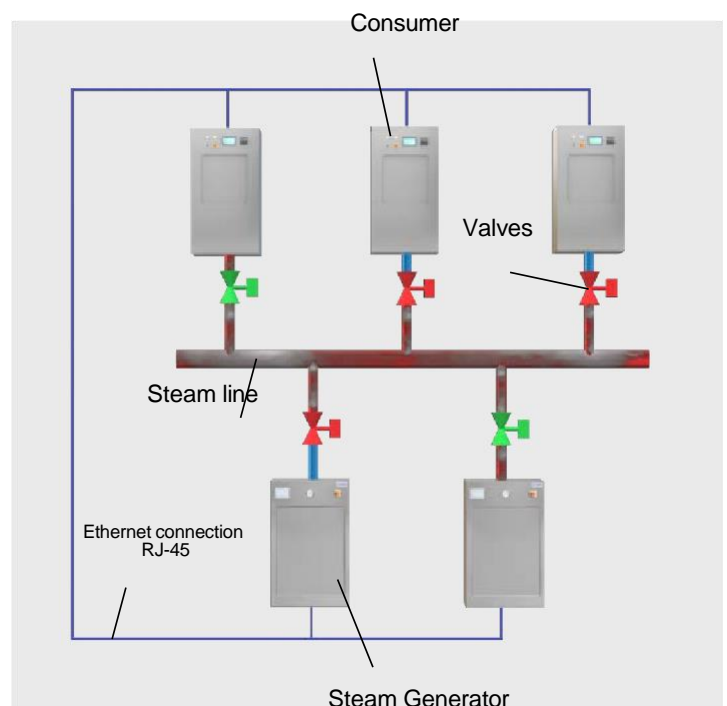 Consumer
Valves
Steam line
Ethernet connection
RJ-45
Steam Generator